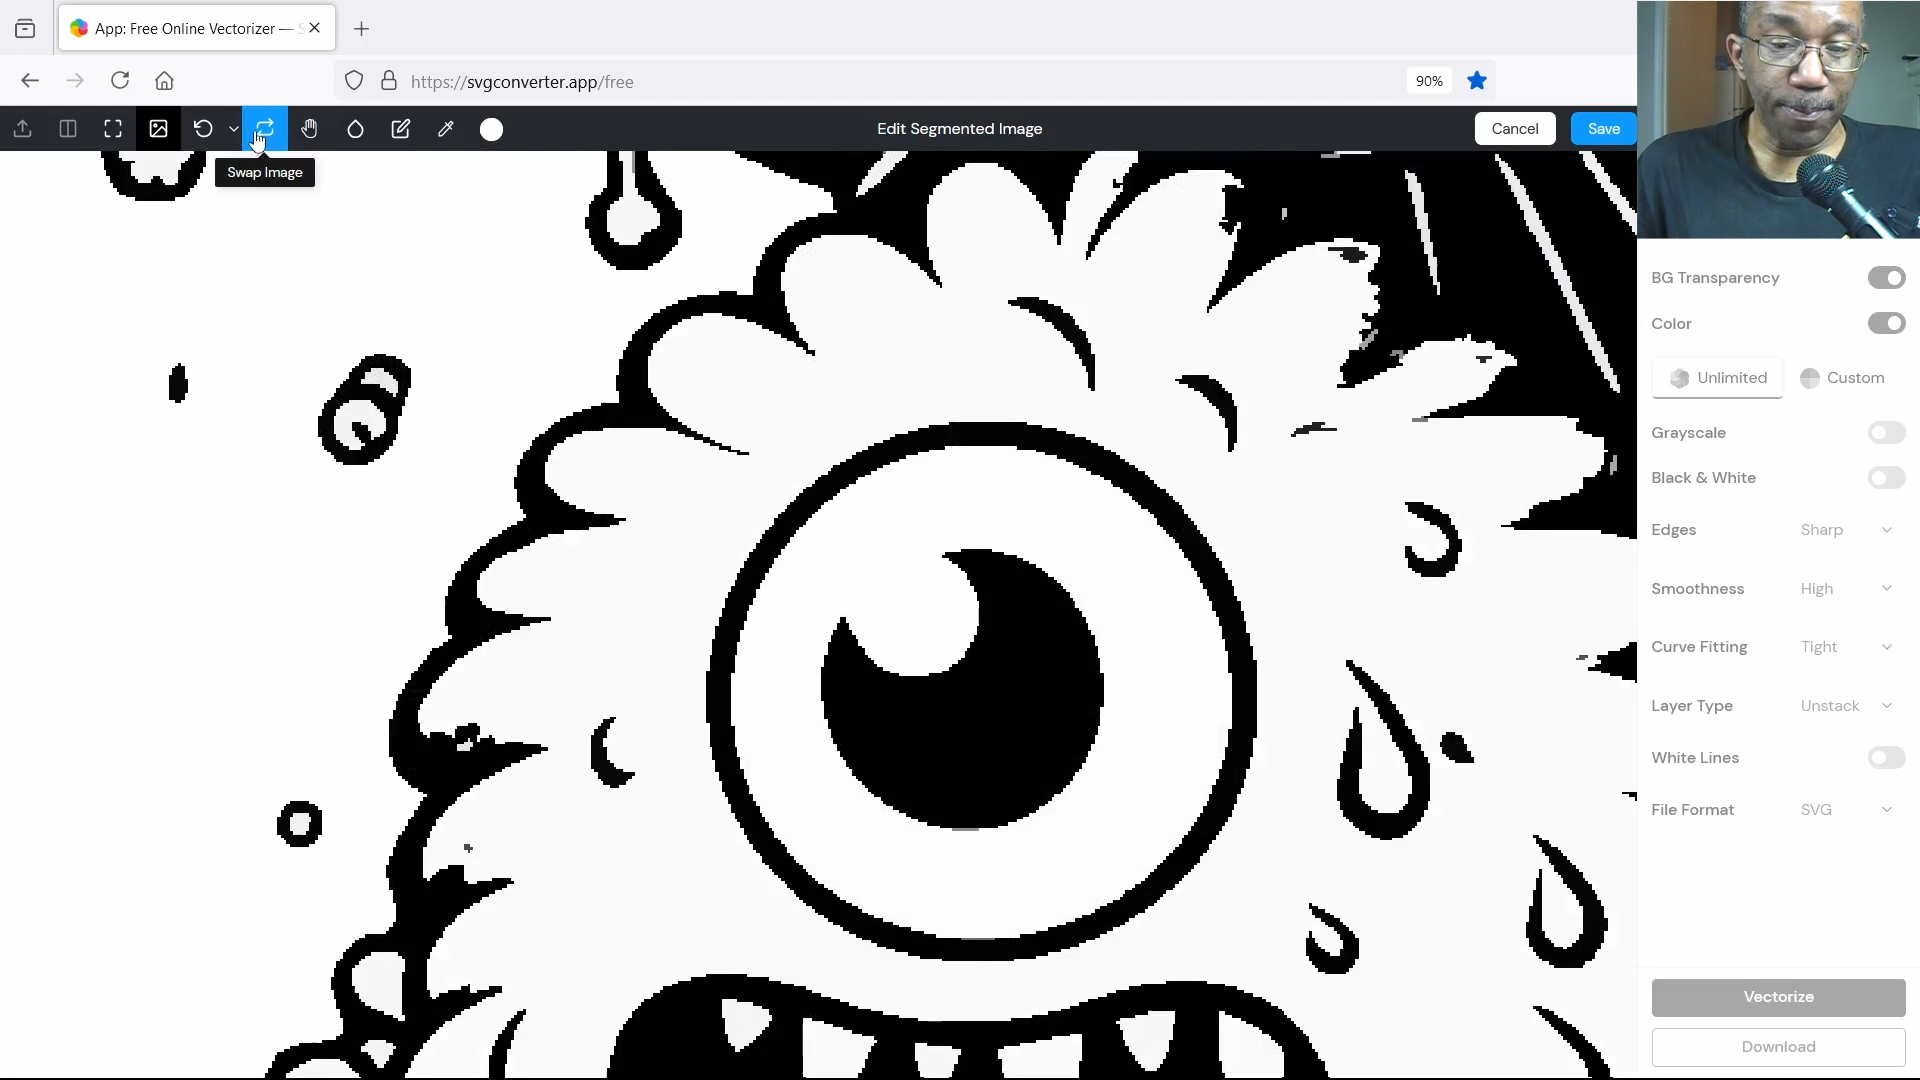 App: Free Online Vectorizer —
https://svgconverter.app/free
90%
Edit Segmented Image
Cancel
Save
Swap Image
BG Transparency
Color
Unlimited
Custom
Grayscale
Black & White
Edges
Sharp
Smoothness
High
Curve Fitting
Tight
Layer Type
Unstack
White Lines
File Format
SVG
Vectorize
Download